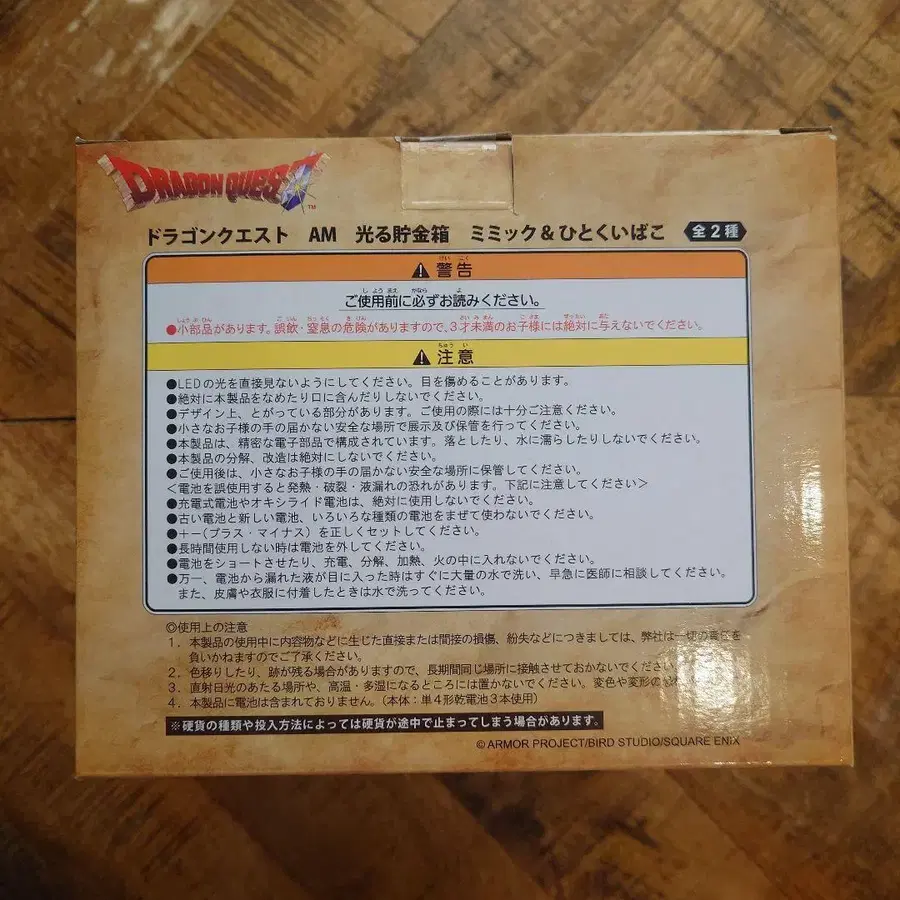 DRAGON QUEST
TM
ドラゴンクエスト AM 光る貯金箱 ミミック&ひとくいばこ 全2種
⚠警告
ご使用前に必ずお読みください。
●小部品があります。誤飲・窒息の危険がありますので、3才未満のお子様には絶対に与えないでください。
⚠注意
●LEDの光を直接見ないようにしてください。目を傷めることがあります。
●絶対に本製品をなめたり口に含んだりしないでください。
●デザイン上、とがっている部分があります。ご使用の際には十分ご注意ください。
●小さなお子様の手の届かない安全な場所で展示及び保管を行ってください。
●本製品は、精密な電子部品で構成されています。落としたり、水に濡らしたりしないでください。
●本製品の分解、改造は絶対にしないでください。
●ご使用後は、小さなお子様の手の届かない安全な場所に保管してください。
<電池を誤使用すると発熱・破裂・液漏れの恐れがあります。下記に注意してください>
●充電式電池やオキシライド電池は、絶対に使用しないでください。
●古い電池と新しい電池、いろいろな種類の電池をまぜて使わないでください。
●+−(プラス・マイナス)を正しくセットしてください。
●長時間使用しない時は電池を外してください。
●電池をショートさせたり、充電、分解、加熱、火の中に入れないでください。
●万一、電池から漏れた液が目に入った時はすぐに大量の水で洗い、早急に医師に相談してください。
また、皮膚や衣服に付着したときは水で洗ってください。
◎使用上の注意
1. 本製品の使用中に内容物などに生じた直接または間接の損傷、紛失などにつきましては、弊社は一切の責任を
負いかねますのでご了承ください。
2. 色移りしたり、跡が残る場合がありますので、長期間同じ場所に接触させておかないでください
3. 直射日光のあたる場所や、高温・多湿になるところには置かないでください。変色や変形の
4. 本製品に電池は含まれておりません。(本体:単4形乾電池3本使用)
※硬貨の種類や投入方法によっては硬貨が途中で止まってしまう場合があります。
© ARMOR PROJECT/BIRD STUDIO/SQUARE ENIX